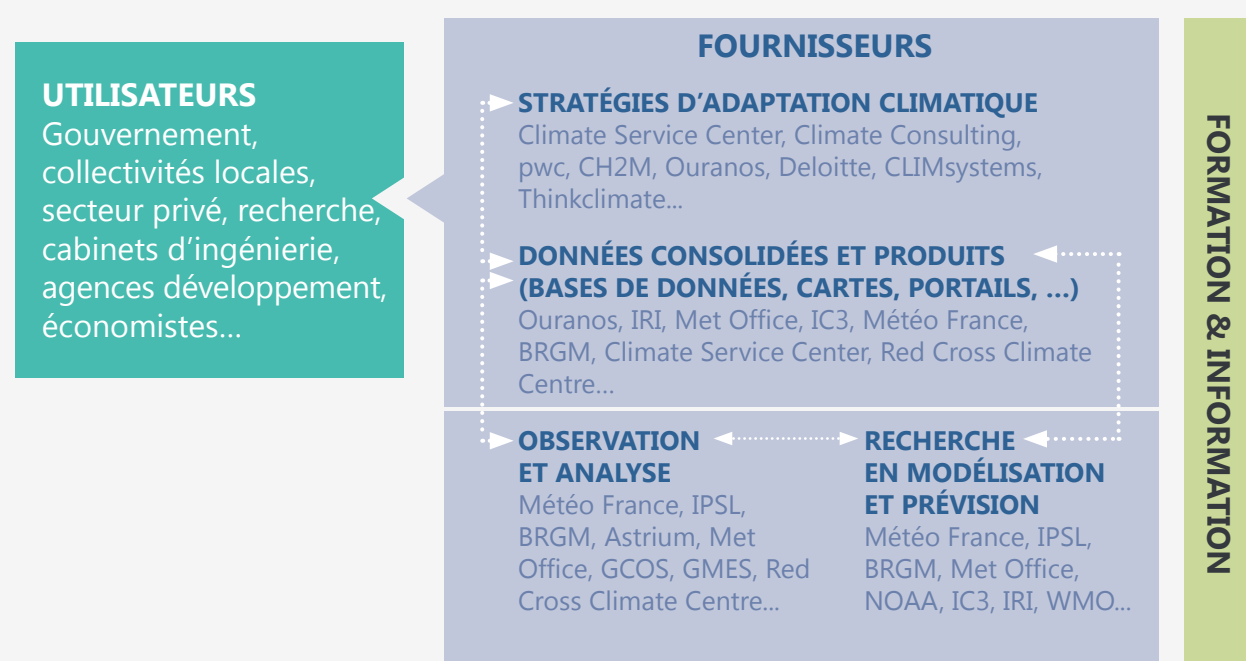 UTILISATEURS
Gouvernement,
collectivités locales,
secteur privé, recherche,
cabinets d’ingénierie,
agences développement,
économistes…
FOURNISSEURS
STRATÉGIES D’ADAPTATION CLIMATIQUE
Climate Service Center, Climate Consulting,
pwc, CH2M, Ouranos, Deloitte, CLIMsystems,
Thinkclimate...
DONNÉES CONSOLIDÉES ET PRODUITS
(BASES DE DONNÉES, CARTES, PORTAILS, …)
Ouranos, IRI, Met Office, IC3, Météo France,
BRGM, Climate Service Center, Red Cross Climate
Centre…
OBSERVATION
ET ANALYSE
Météo France, IPSL,
BRGM, Astrium, Met
Office, GCOS, GMES, Red
Cross Climate Centre...
RECHERCHE
EN MODÉLISATION
ET PRÉVISION
Météo France, IPSL,
BRGM, Met Office,
NOAA, IC3, IRI, WMO...
FORMATION & INFORMATION